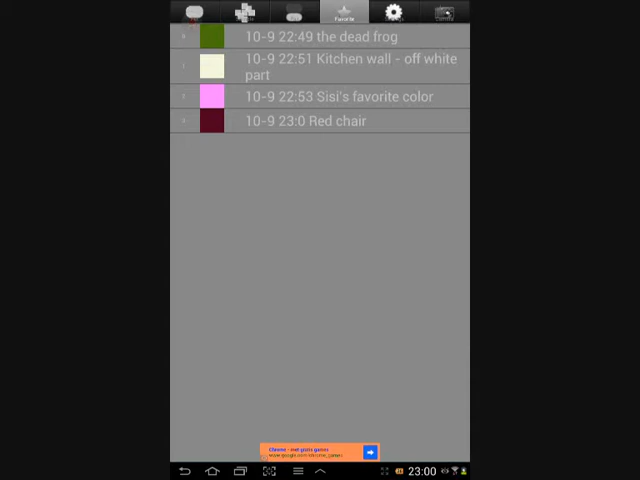 Favorite
10-9 22:49 the dead frog
10-9 22:51 Kitchen wall - off white
part
10-9 22:53 Sisi's favorite color
10-9 23:0 Red chair
23:00